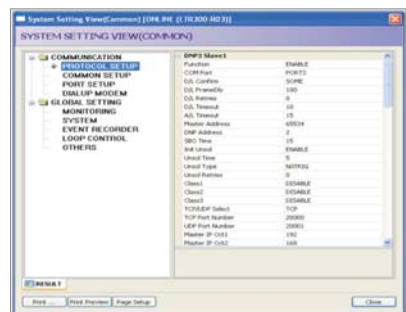 System Setting View(Common) [ONLINE (ETR300-R03)]
SYSTEM SETTING VIEW(COMMON)
COMMUNICATION
PROTOCOL SETUP
COMMON SETUP
PORT SETUP
DIALUP MODEM
GLOBAL SETTING
MONITORING
SYSTEM
EVENT RECORDER
LOOP CONTROL
OTHERS
DNP3 Slave1
Function ENABLE
COM Port PORT3
D/L Confirm SOME
D/L FrameDly 100
D/L Retries 0
D/L Timeout 10
A/L Timeout 15
Master Address 65534
DNP Address 2
SBO Time 15
Init Unsol ENABLE
Unsol Time 5
Unsol Type NOTRIG
Unsol Retries 0
Class1 DISABLE
Class2 DISABLE
Class3 DISABLE
TCP/UDP Select TCP
TCP Port Number 20000
UDP Port Number 20001
Master IP Oct1 192
Master IP Oct2 168
RESULT
Print ...
Print Preview
Page Setup
Close